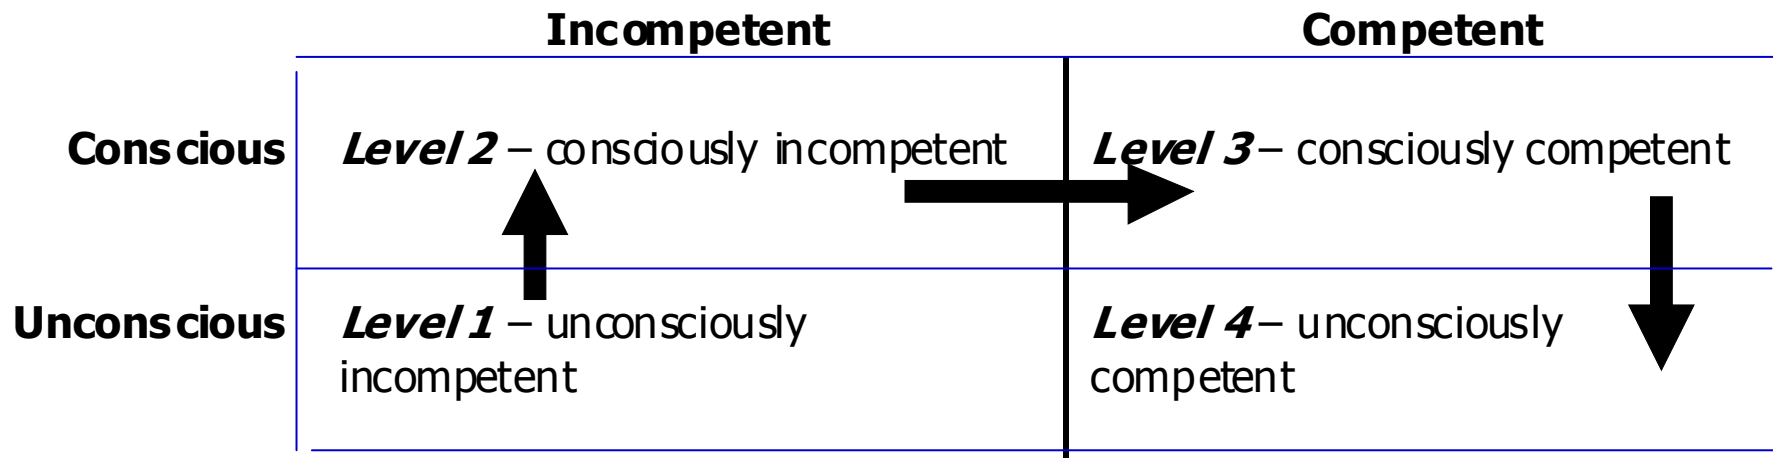 Incompetent Competent
Conscious Level 2 – consciously incompetent Level 3 – consciously competent
Unconscious Level 1 – unconsciously Level 4 – unconsciously
incompetent competent